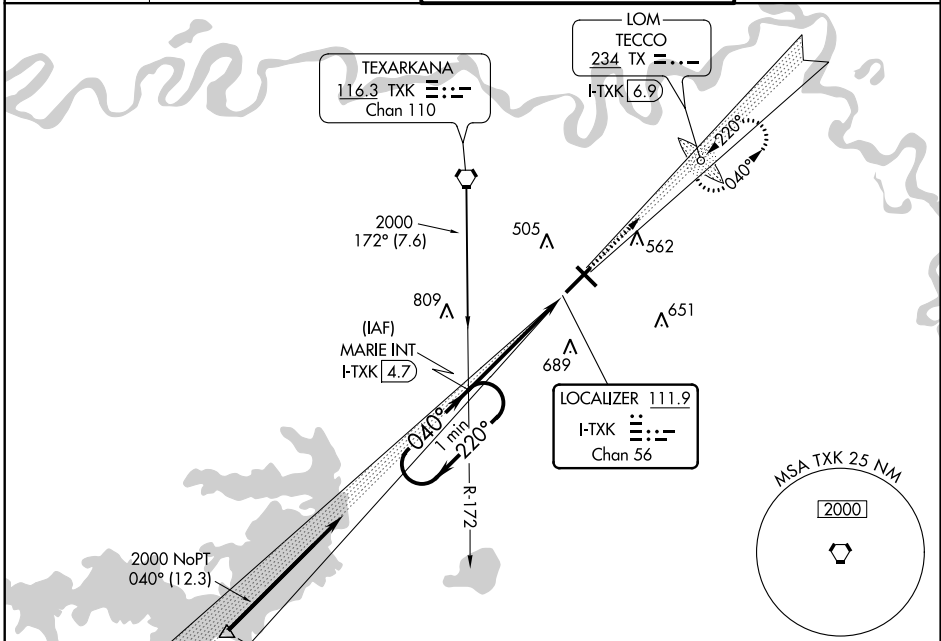 LOM
TECCO
234 TX
I-TXK 6.9
TEXARKANA
116.3 TXK
Chan 110
220°
040°
2000
172° (7.6)
505
562
809
651
(IAF)
MARIE INT
I-TXK 4.7
689
LOCALIZER 111.9
I-TXK
Chan 56
040°
1 min
220°
R-172
MSA TXK 25 NM
2000
2000 NoPT
040° (12.3)